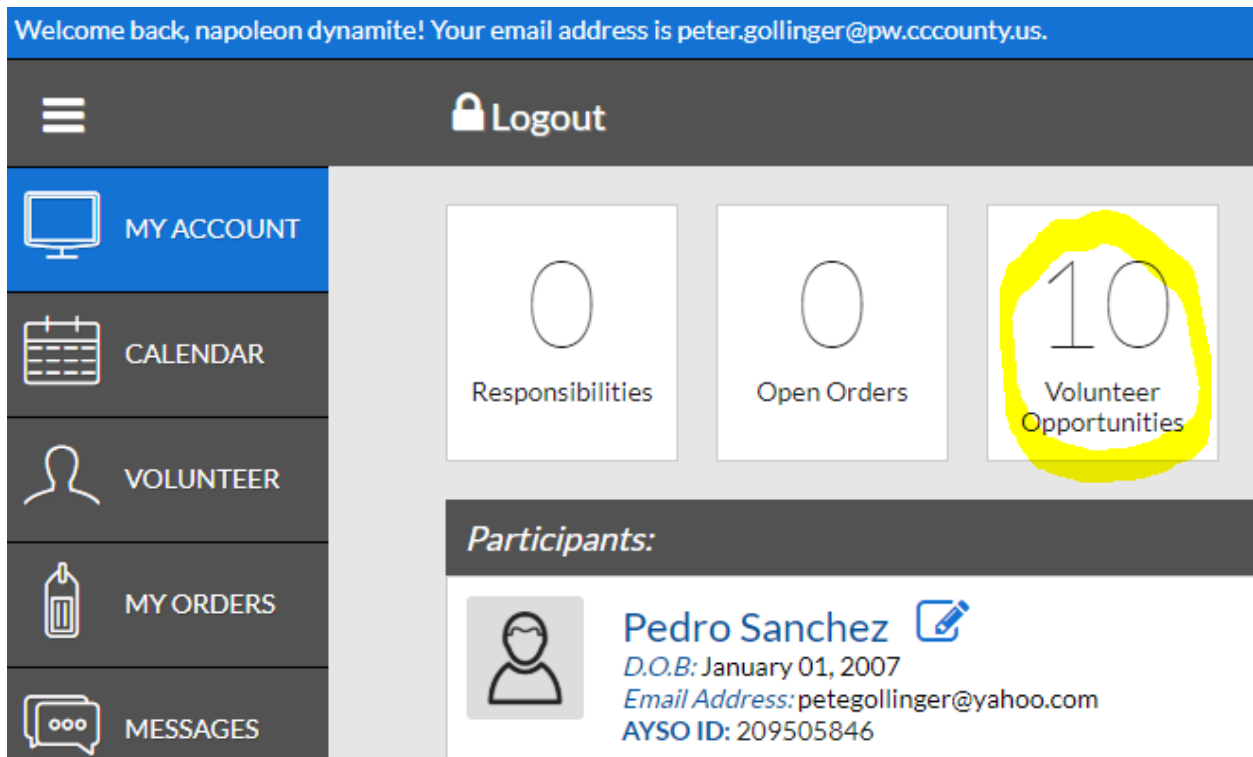 Welcome back, napoleon dynamite! Your email address is peter.gollinger@pw.cccounty.us.
Logout
MY ACCOUNT
CALENDAR
VOLUNTEER
MY ORDERS
MESSAGES
0
Responsibilities
0
Open Orders
10
Volunteer
Opportunities
Participants:
Pedro Sanchez
D.O.B: January 01, 2007
Email Address: petegollinger@yahoo.com
AYSO ID: 209505846